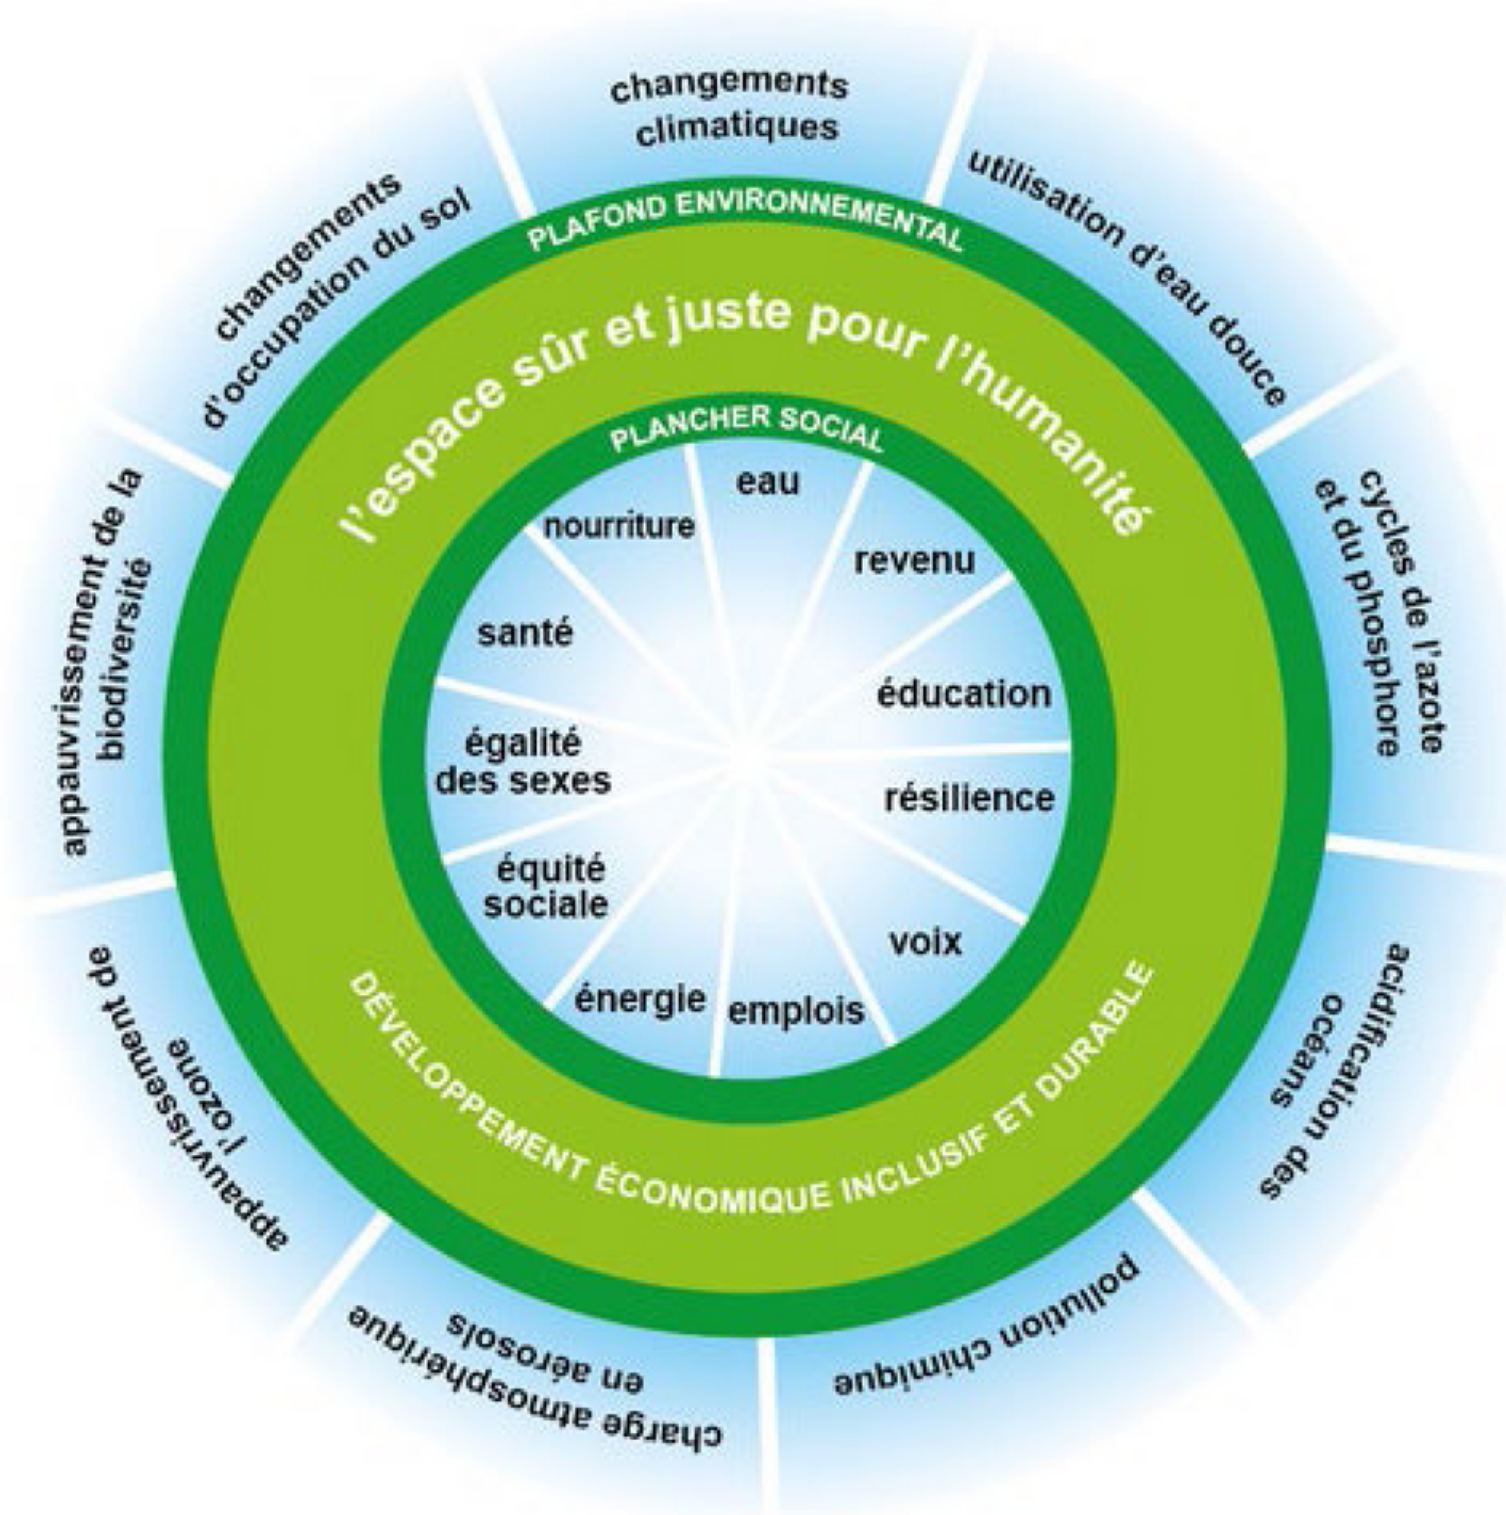 changements
climatiques
utilisation d'eau douce
cycles de l'azote
et du phosphore
acidification des
océans
pollution chimique
charge atmosphérique
en aérosols
appauvrissement de
l'ozone
appauvrissement de la
biodiversité
changements
d'occupation du sol
PLAFOND ENVIRONNEMENTAL
l'espace sûr et juste pour l'humanité
PLANCHER SOCIAL
eau
revenu
éducation
résilience
voix
emplois
énergie
équité
sociale
égalité
des sexes
santé
nourriture
DÉVELOPPEMENT ÉCONOMIQUE INCLUSIF ET DURABLE